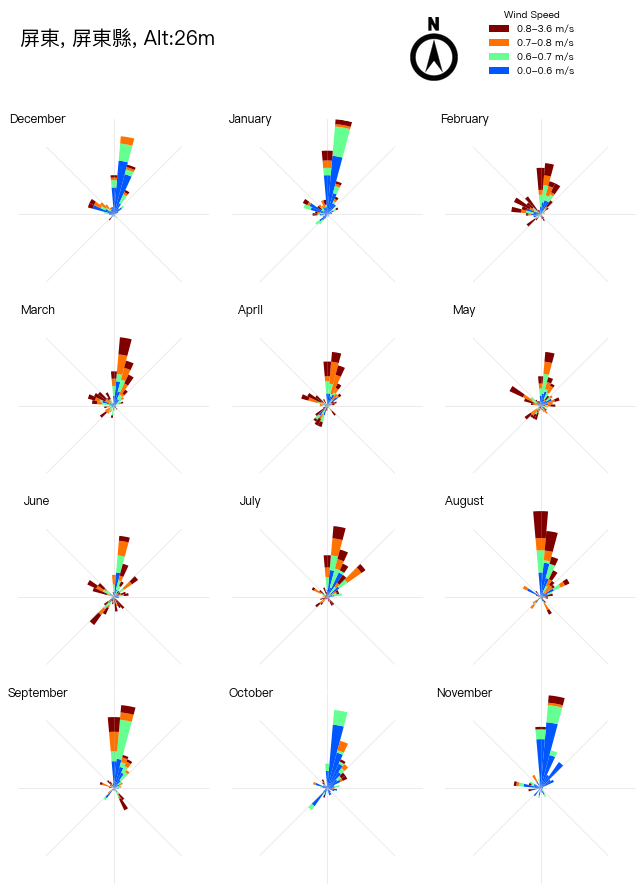 屏東, 屏東縣, Alt:26m
N
Wind Speed
0.8-3.6 m/s
0.7-0.8 m/s
0.6-0.7 m/s
0.0-0.6 m/s
December
January
February
March
April
May
June
July
August
September
October
November